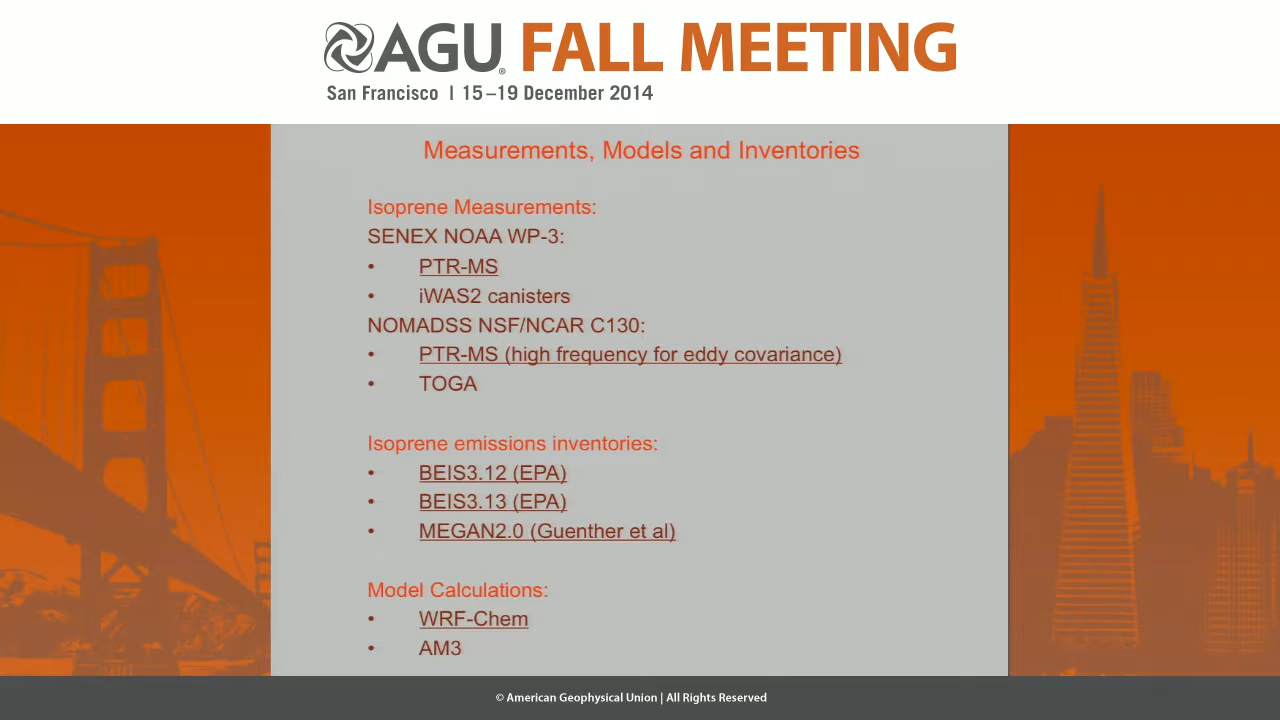 AGU® FALL MEETING
San Francisco | 15–19 December 2014
Measurements, Models and Inventories
Isoprene Measurements:
SENEX NOAA WP-3:
• PTR-MS
• iWAS2 canisters
NOMADSS NSF/NCAR C130:
• PTR-MS (high frequency for eddy covariance)
• TOGA
Isoprene emissions inventories:
• BEIS3.12 (EPA)
• BEIS3.13 (EPA)
• MEGAN2.0 (Guenther et al)
Model Calculations:
• WRF-Chem
• AM3
© American Geophysical Union | All Rights Reserved